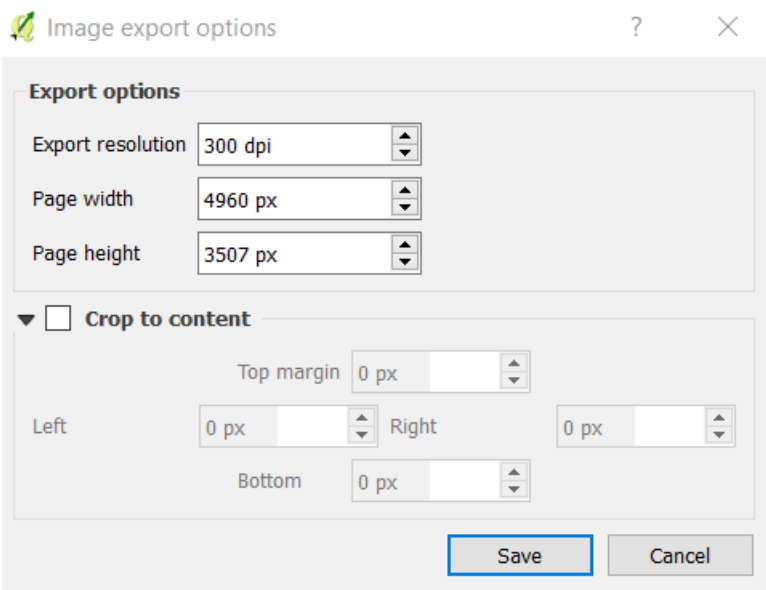 Image export options
Export options
Export resolution 300 dpi
Page width 4960 px
Page height 3507 px
Crop to content
Top margin 0 px
Left 0 px Right 0 px
Bottom 0 px
Save Cancel